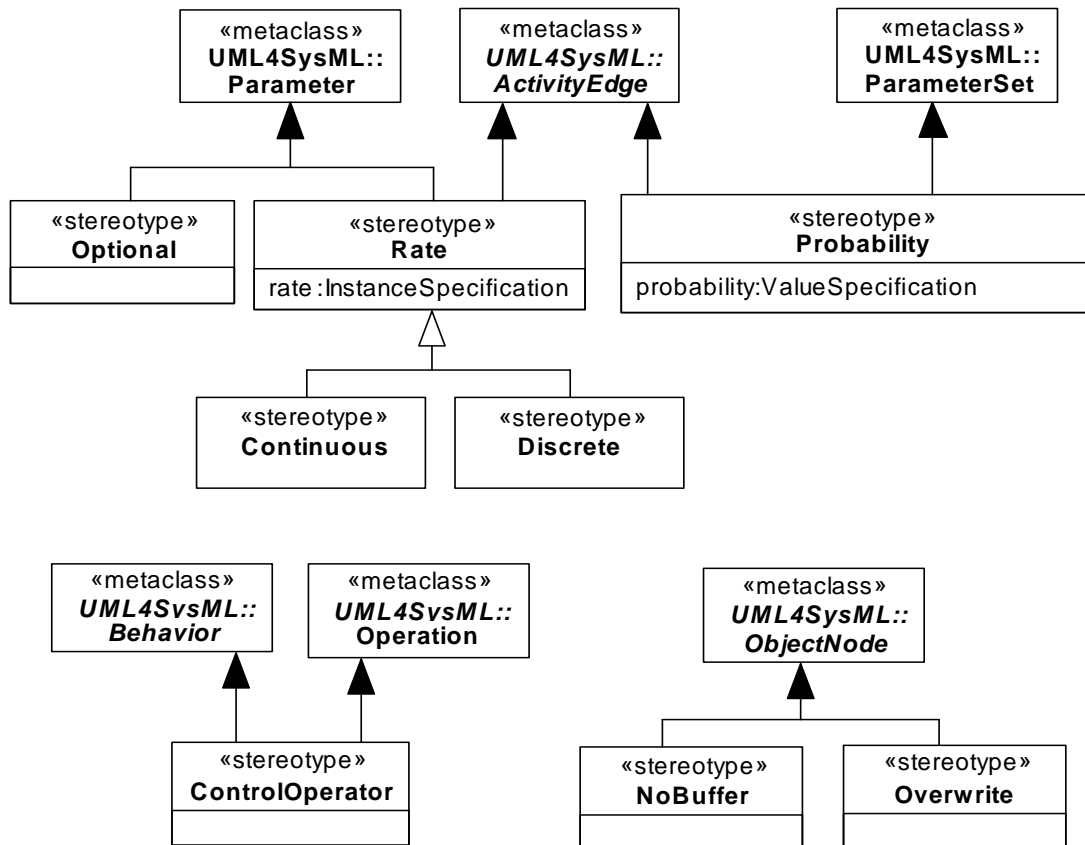 «metaclass»
UML4SysML::
Parameter
«metaclass»
UML4SysML::
ActivityEdge
«metaclass»
UML4SysML::
ParameterSet
«stereotype»
Optional
«stereotype»
Rate
rate :InstanceSpecification
«stereotype»
Probability
probability:ValueSpecification
«stereotype»
Continuous
«stereotype»
Discrete
«metaclass»
UML4SysML::
Behavior
«metaclass»
UML4SysML::
Operation
«metaclass»
UML4SysML::
ObjectNode
«stereotype»
ControlOperator
«stereotype»
NoBuffer
«stereotype»
Overwrite